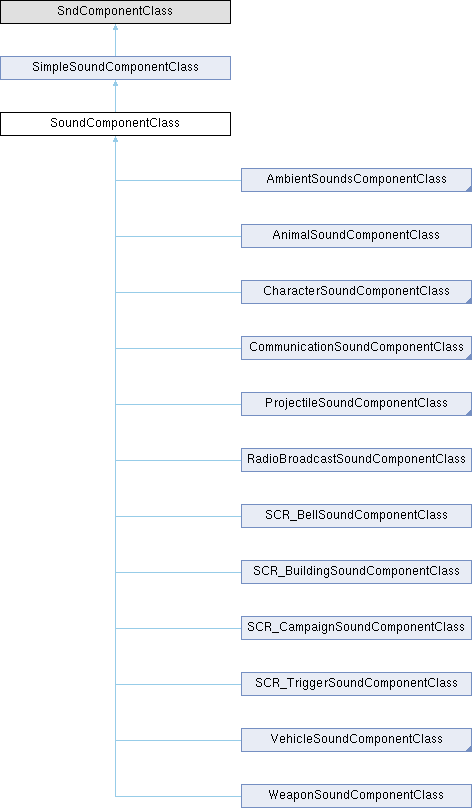 SndComponentClass
SimpleSoundComponentClass
SoundComponentClass
AmbientSoundsComponentClass
AnimalSoundComponentClass
CharacterSoundComponentClass
CommunicationSoundComponentClass
ProjectileSoundComponentClass
RadioBroadcastSoundComponentClass
SCR_BellSoundComponentClass
SCR_BuildingSoundComponentClass
SCR_CampaignSoundComponentClass
SCR_TriggerSoundComponentClass
VehicleSoundComponentClass
WeaponSoundComponentClass